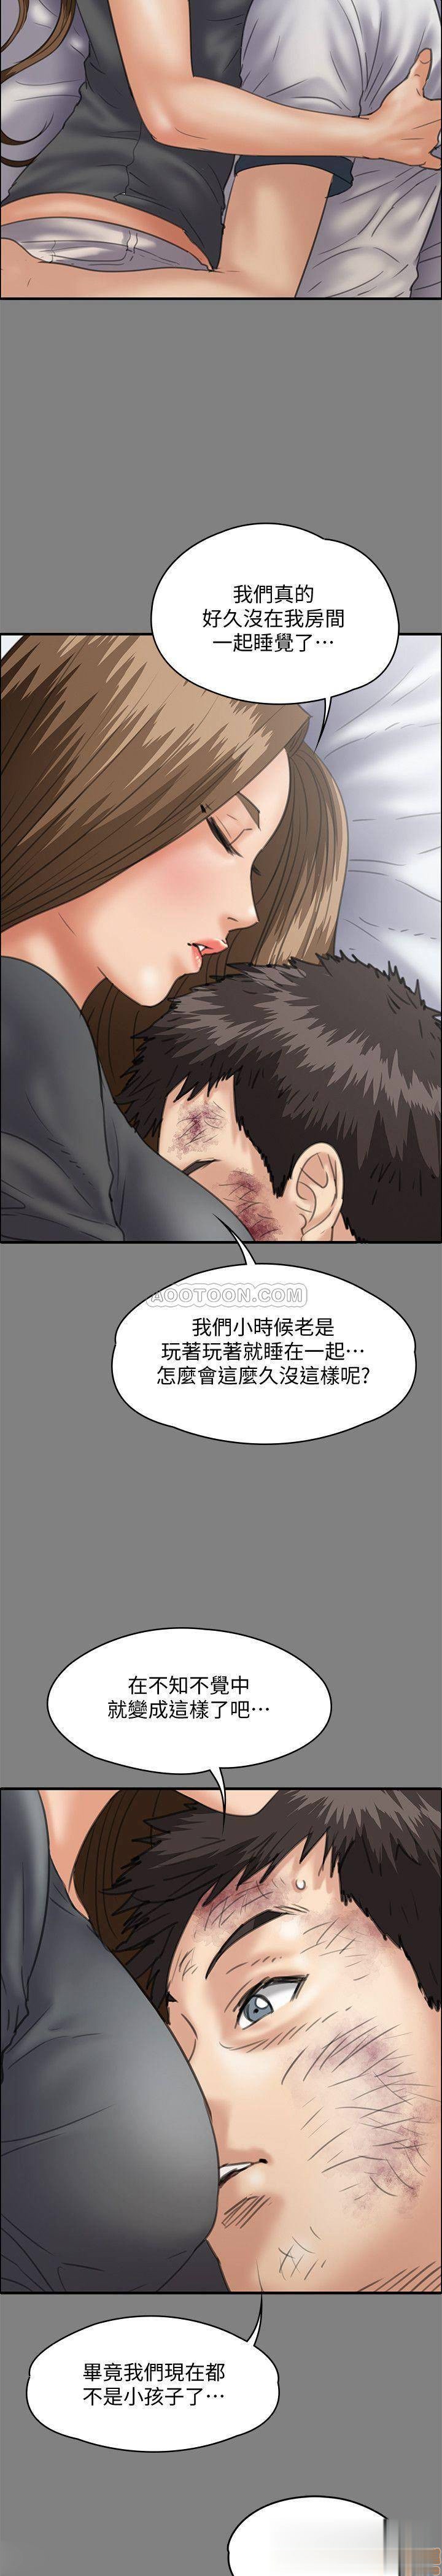 我們真的
好久沒在我房間
一起睡覺了⋯
AOOTOON.COM
我們小時候老是
玩著玩著就睡在一起⋯
怎麼會這麼久沒這樣呢?
在不知不覺中
就變成這樣了吧⋯
畢竟我們現在都
不是小孩子了⋯